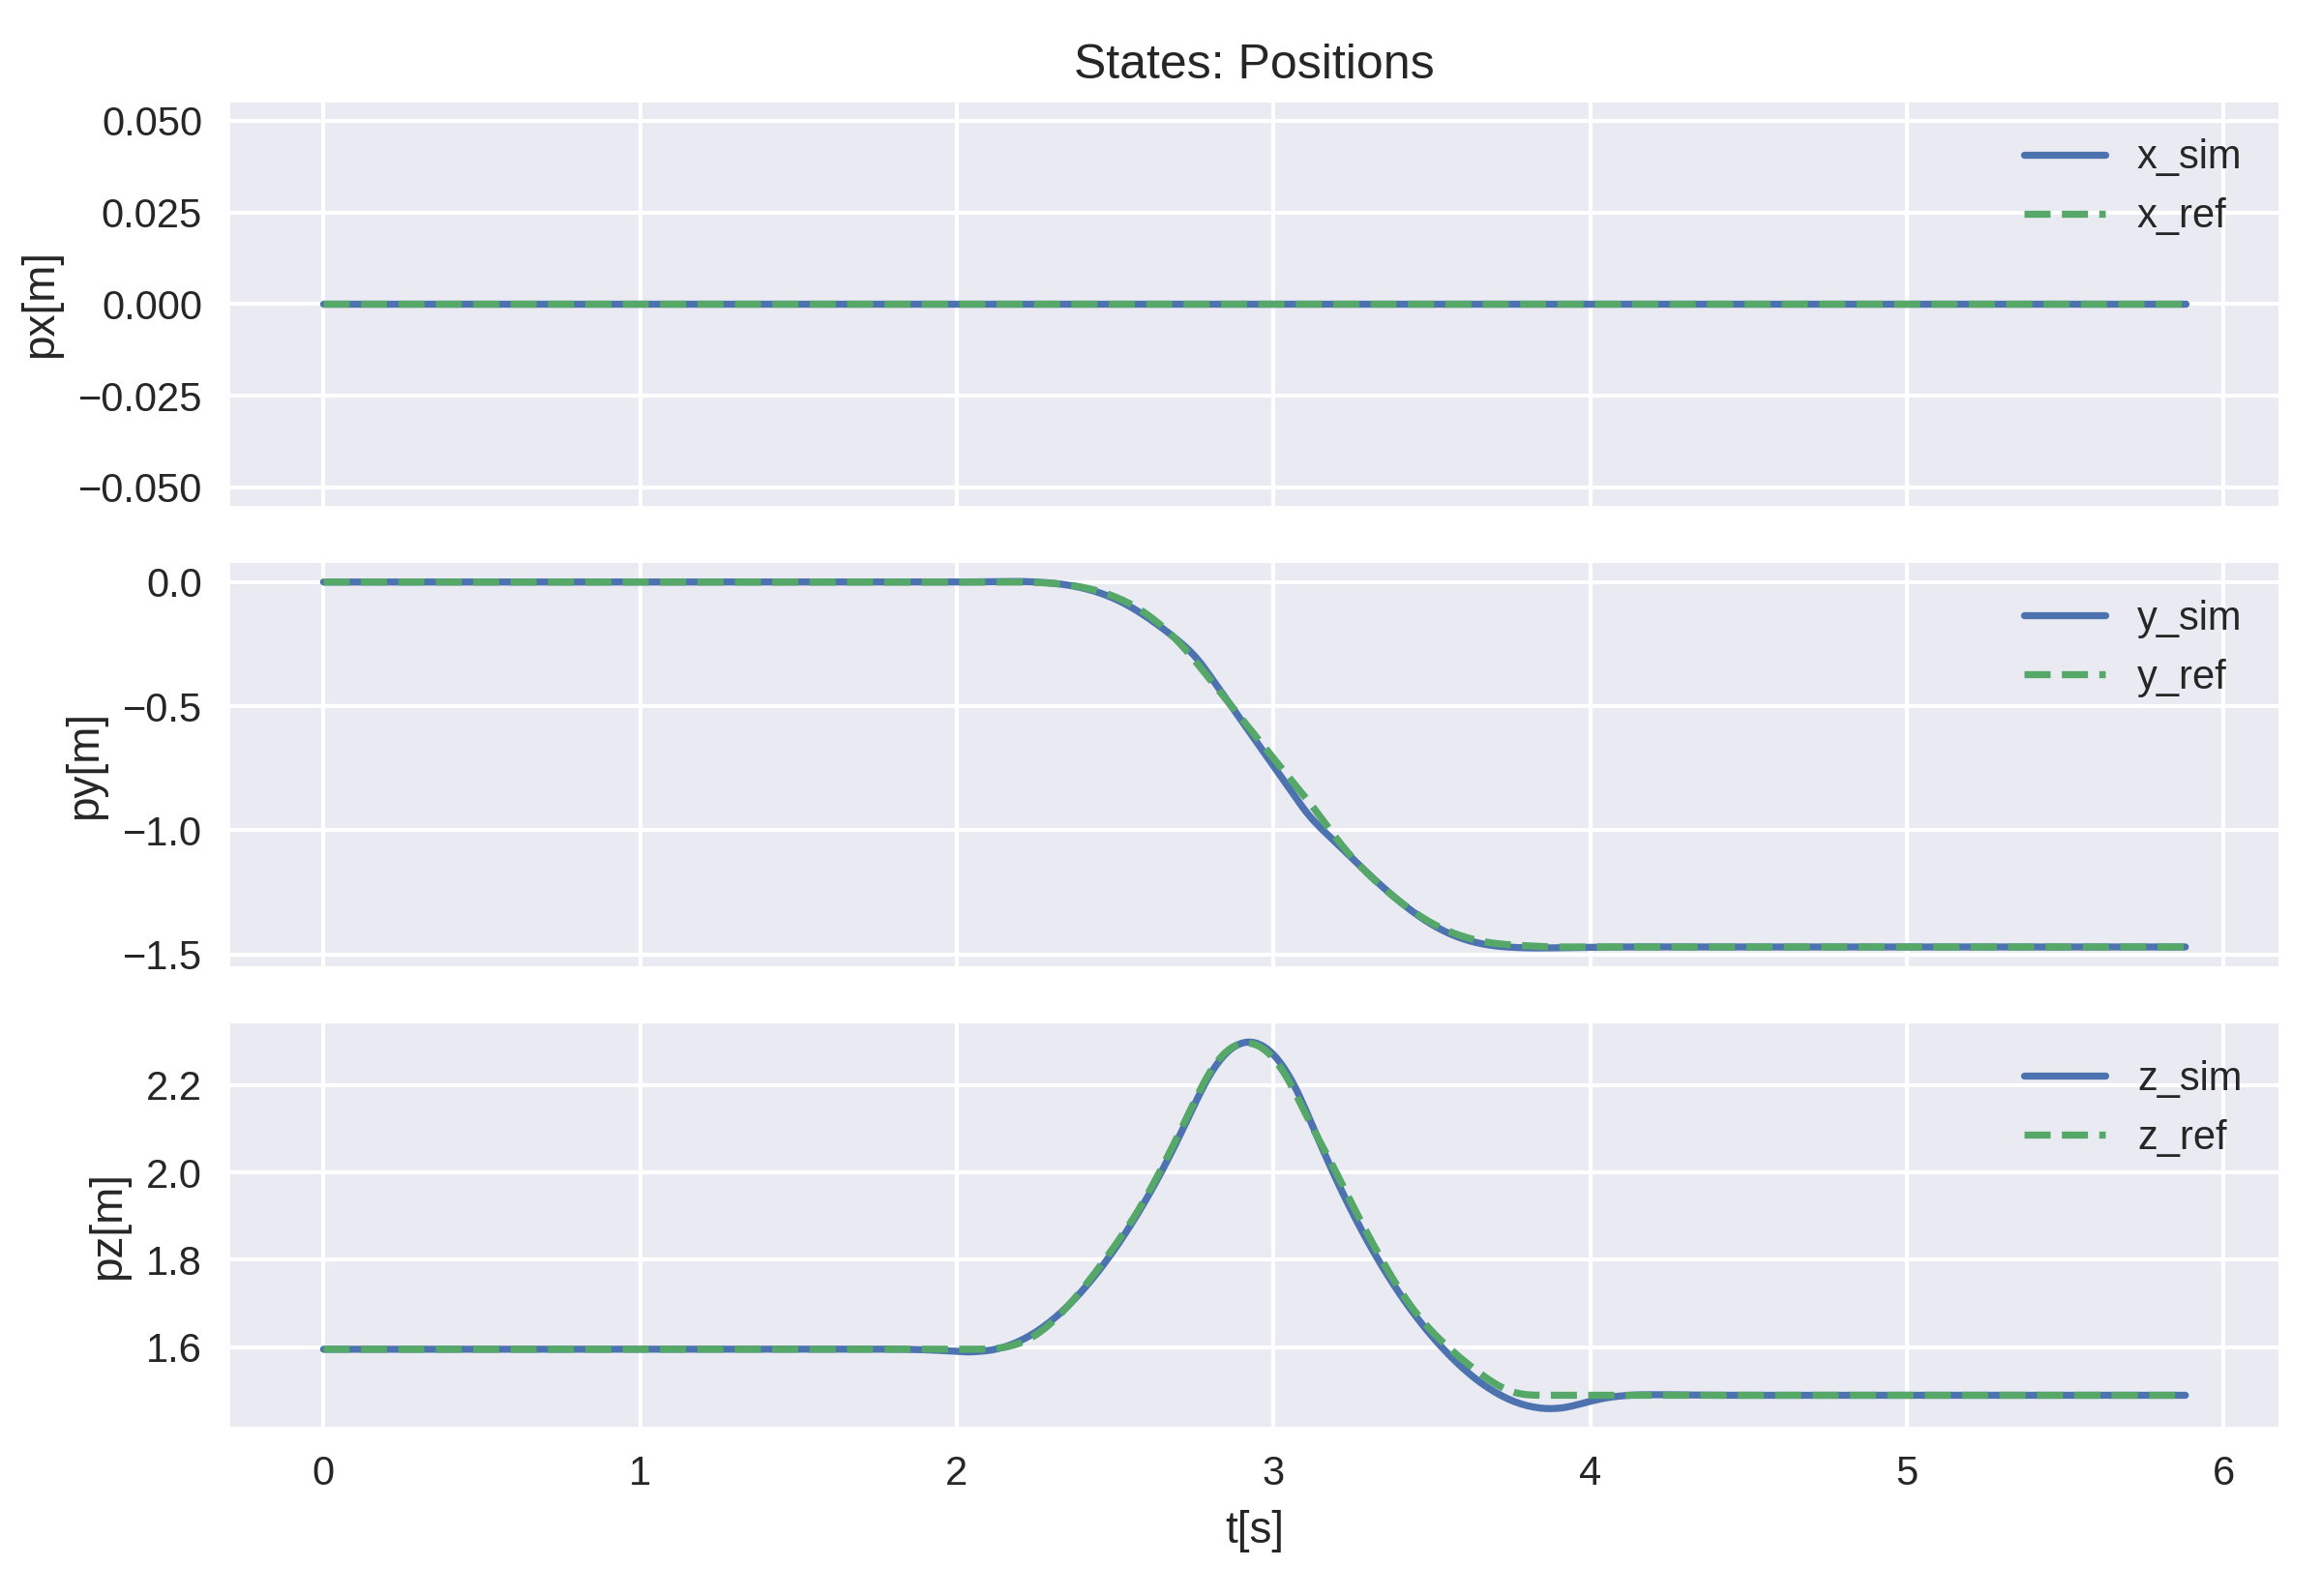 States: Positions
0.050
0.025
0.000
−0.025
−0.050
px[m]
x_sim
x_ref
0.0
−0.5
−1.0
−1.5
py[m]
y_sim
y_ref
2.2
2.0
1.8
1.6
pz[m]
z_sim
z_ref
0 1 2 3 4 5 6
t[s]